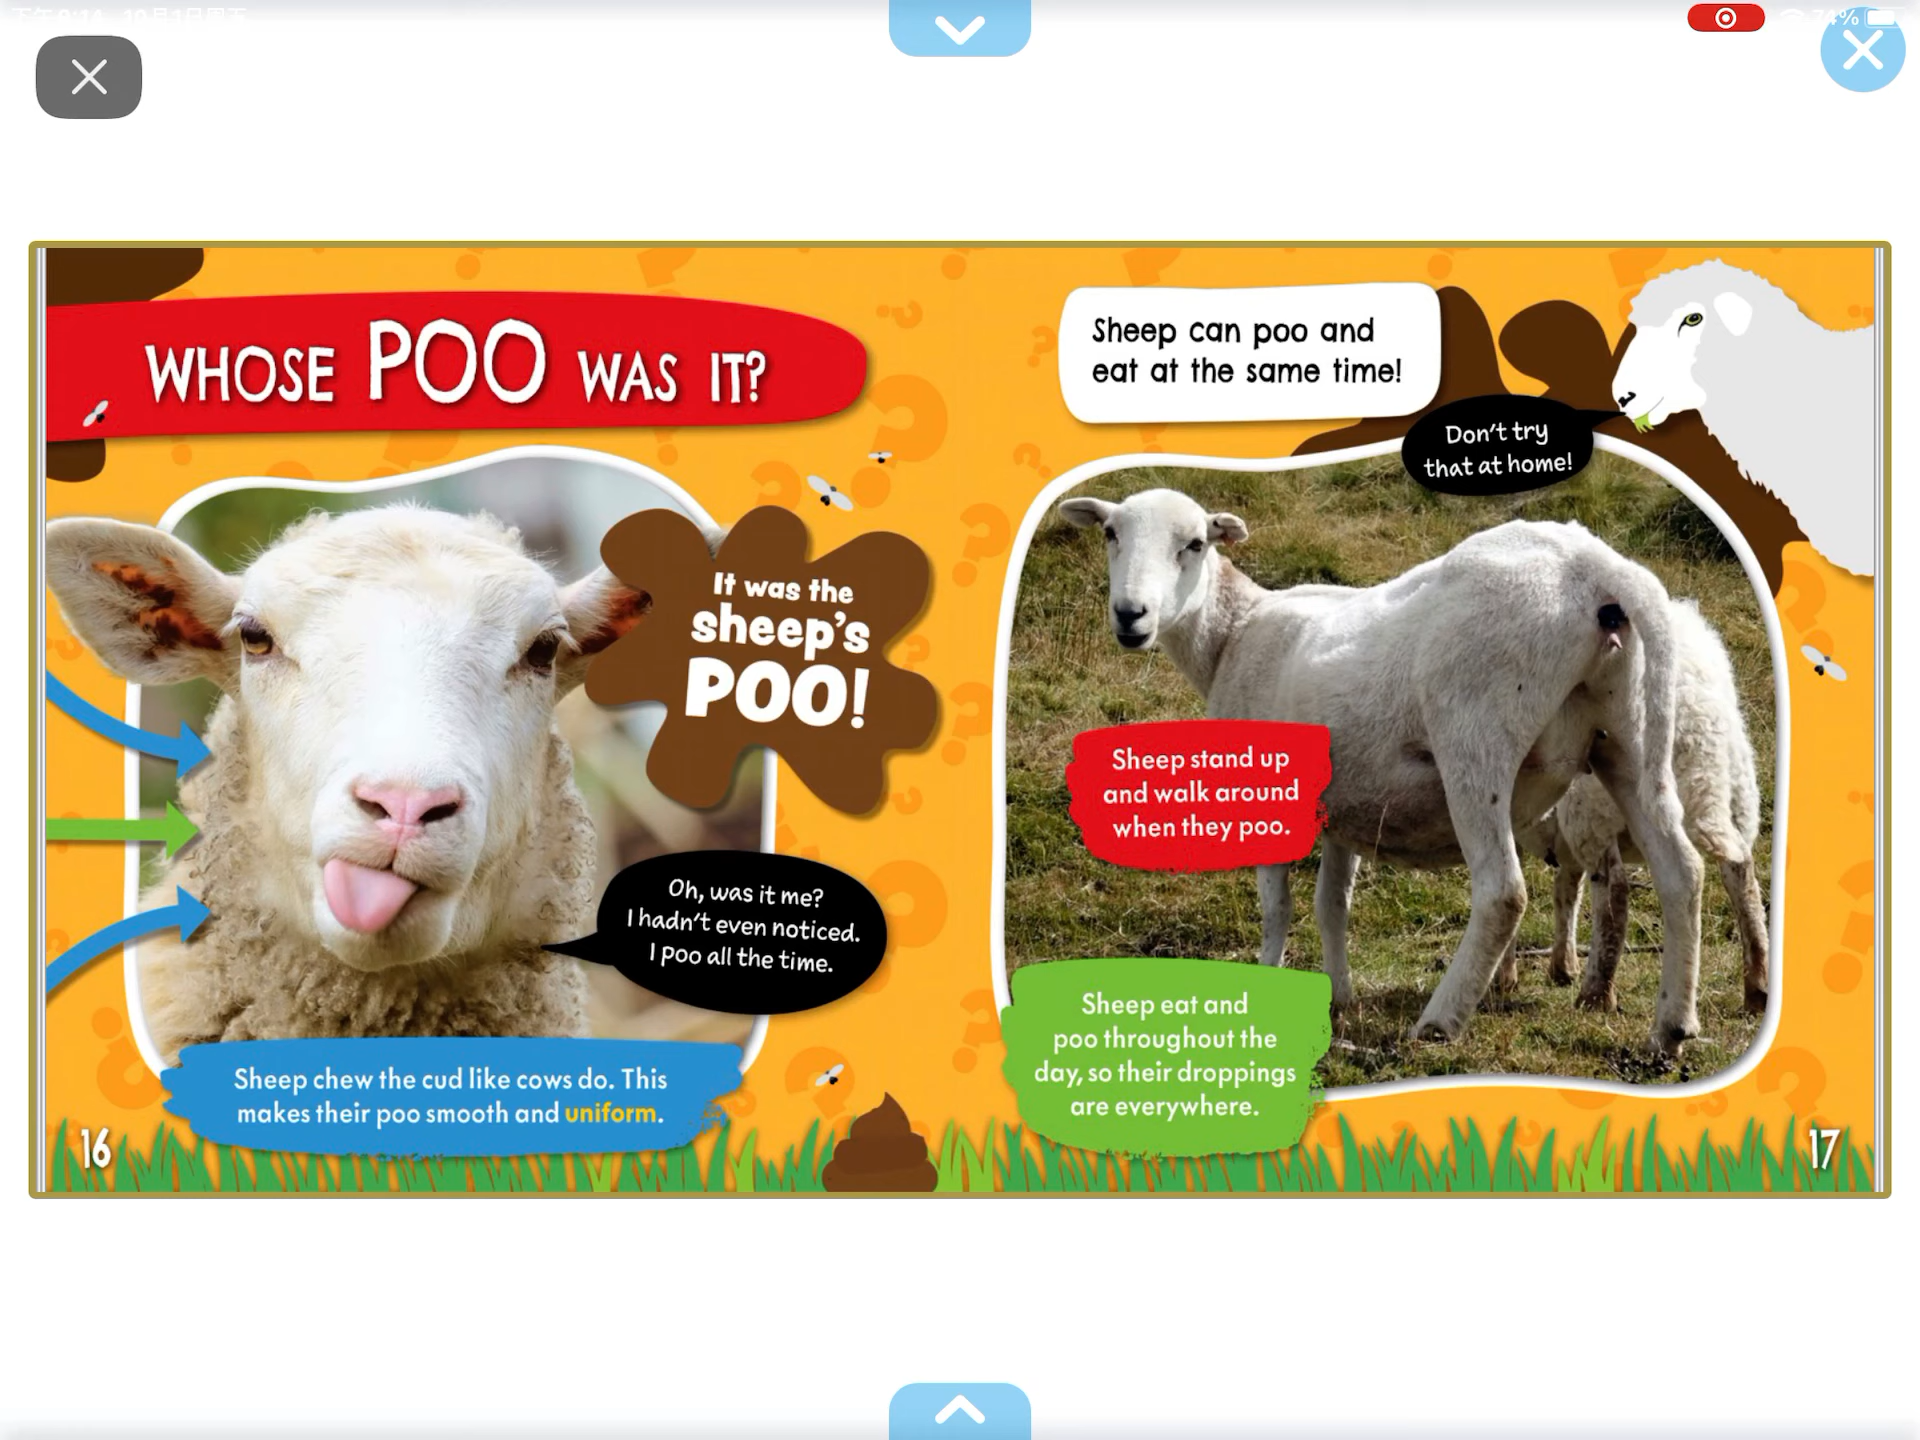 74%
WHOSE POO WAS IT?
It was the
sheep's
POO!
Oh, was it me?
I hadn't even noticed.
I poo all the time.
Sheep chew the cud like cows do. This
makes their poo smooth and uniform.
16
Sheep can poo and
eat at the same time!
Don't try
that at home!
Sheep stand up
and walk around
when they poo.
Sheep eat and
poo throughout the
day, so their droppings
are everywhere.
17